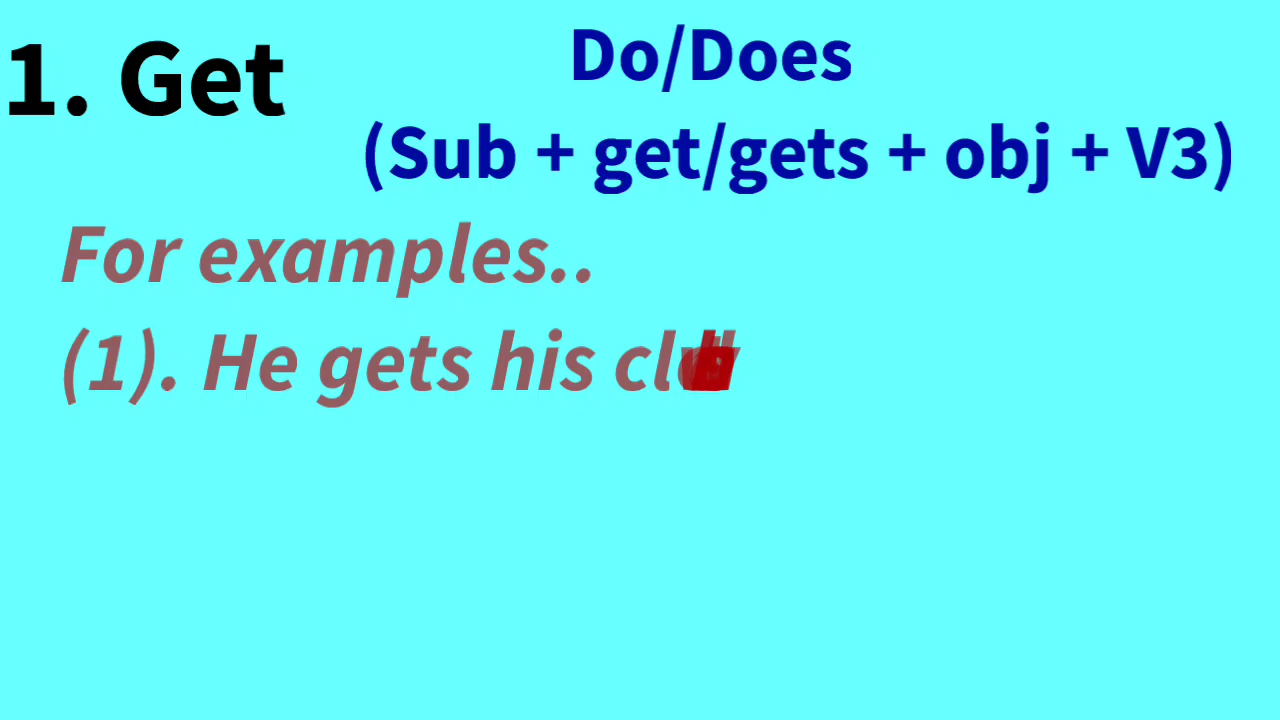 1. Get
Do/Does
(Sub + get/gets + obj + V3)
For examples..
(1). He gets his